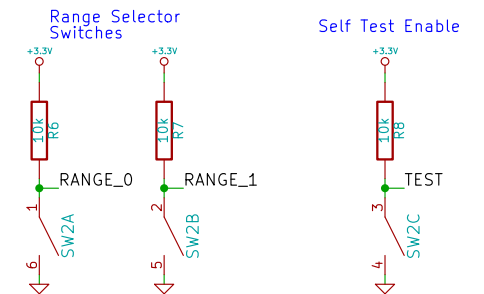 Range Selector
Switches
Self Test Enable
+3.3V
+3.3V
+3.3V
10k
R6
10k
R7
10k
R8
RANGE_0
RANGE_1
TEST
1
SW2A
6
2
SW2B
5
3
SW2C
4